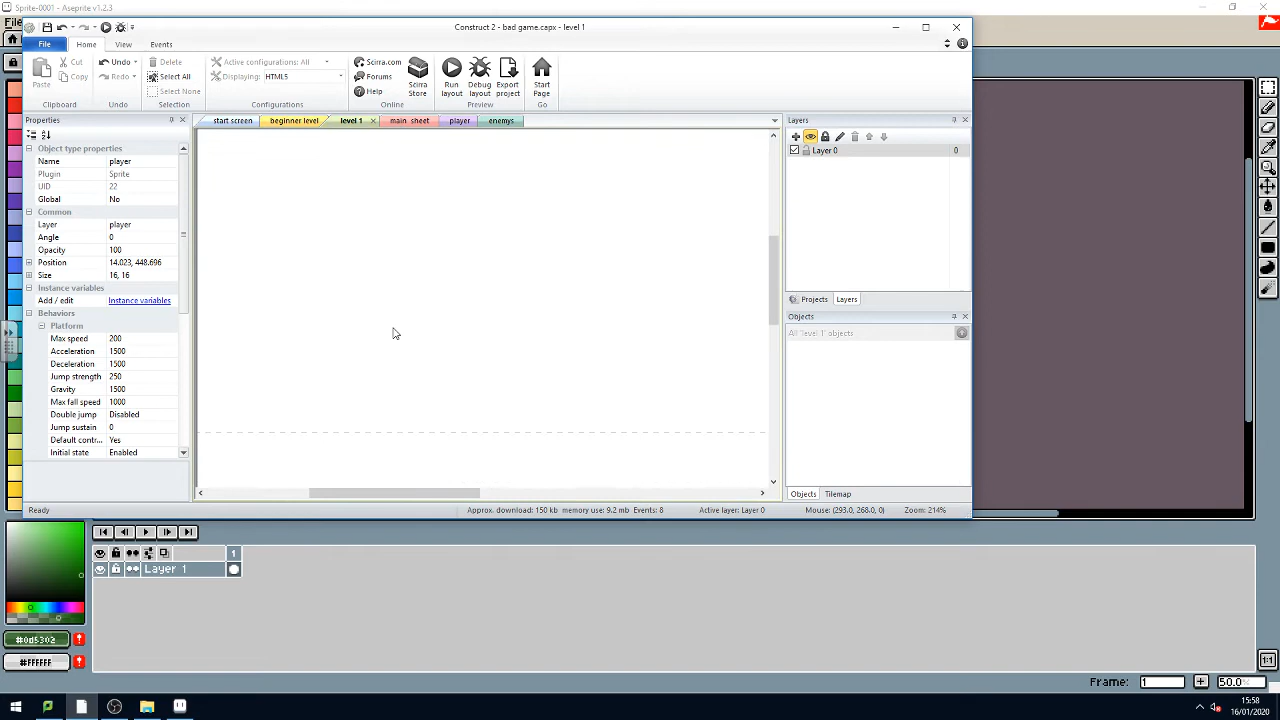 Sprite-0001 - Aseprite v1.2.3
File
Construct 2 - bad game.capx - level 1
File Home View Events
Paste
Cut
Copy
Clipboard
Undo
Redo
Undo
Delete
Select All
Select None
Selection
Active configurations: All
Displaying: HTML5
Configurations
Scirra.com
Forums
Help
Scirra Store
Online
Run layout
Debug layout
Export project
Preview
Start Page
Go
Properties
start screen beginner level level 1 main sheet player enemys
Layers
Object type properties
Name player
Plugin Sprite
UID 22
Global No
Common
Layer player
Angle 0
Opacity 100
Position 14.023, 448.696
Size 16, 16
Instance variables
Add / edit Instance variables
Behaviors
Platform
Max speed 200
Acceleration 1500
Deceleration 1500
Jump strength 250
Gravity 1500
Max fall speed 1000
Double jump Disabled
Jump sustain 0
Default contr... Yes
Initial state Enabled
Layer 0 0
Projects Layers
Objects
All 'level 1' objects
Objects Tilemap
Ready
Approx. download: 150 kb memory use: 9.2 mb Events: 8
Active layer: Layer 0
Mouse: (293.0, 268.0, 0)
Zoom: 214%
1
Layer 1
#0d5302
#FFFFFF
1:1
Frame: 1
50.0%
15:58
16/01/2020